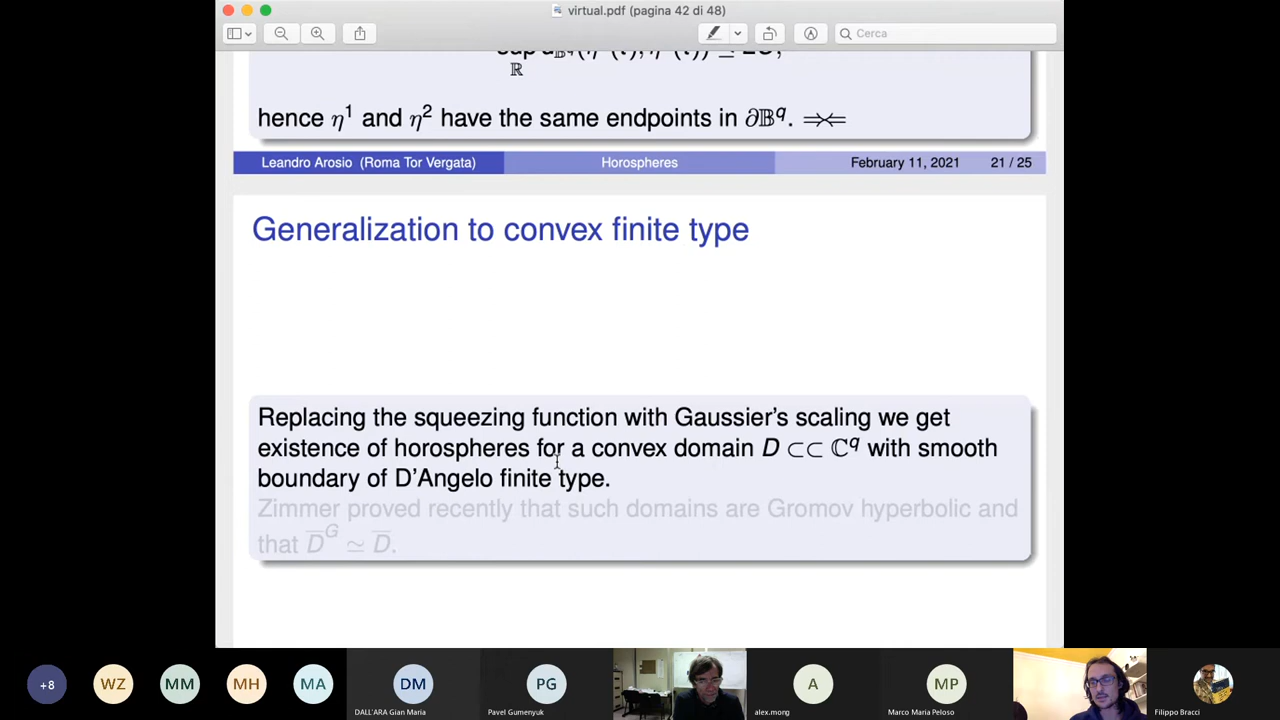 virtual.pdf (pagina 42 di 48)
Cerca
ℝ
hence η¹ and η² have the same endpoints in ∂𝔹^q.
Leandro Arosio (Roma Tor Vergata) Horospheres February 11, 2021 21 / 25
Generalization to convex finite type
Replacing the squeezing function with Gaussier's scaling we get
existence of horospheres for a convex domain D ⊂⊂ ℂ^q with smooth
boundary of D'Angelo finite type.
Zimmer proved recently that such domains are Gromov hyperbolic and
that D̅^G ≃ D̅.
+8 WZ MM MH MA DM PG A MP
DALL'ARA Gian Maria Pavel Gumenyuk alex.mong Marco Maria Peloso Filippo Bracci